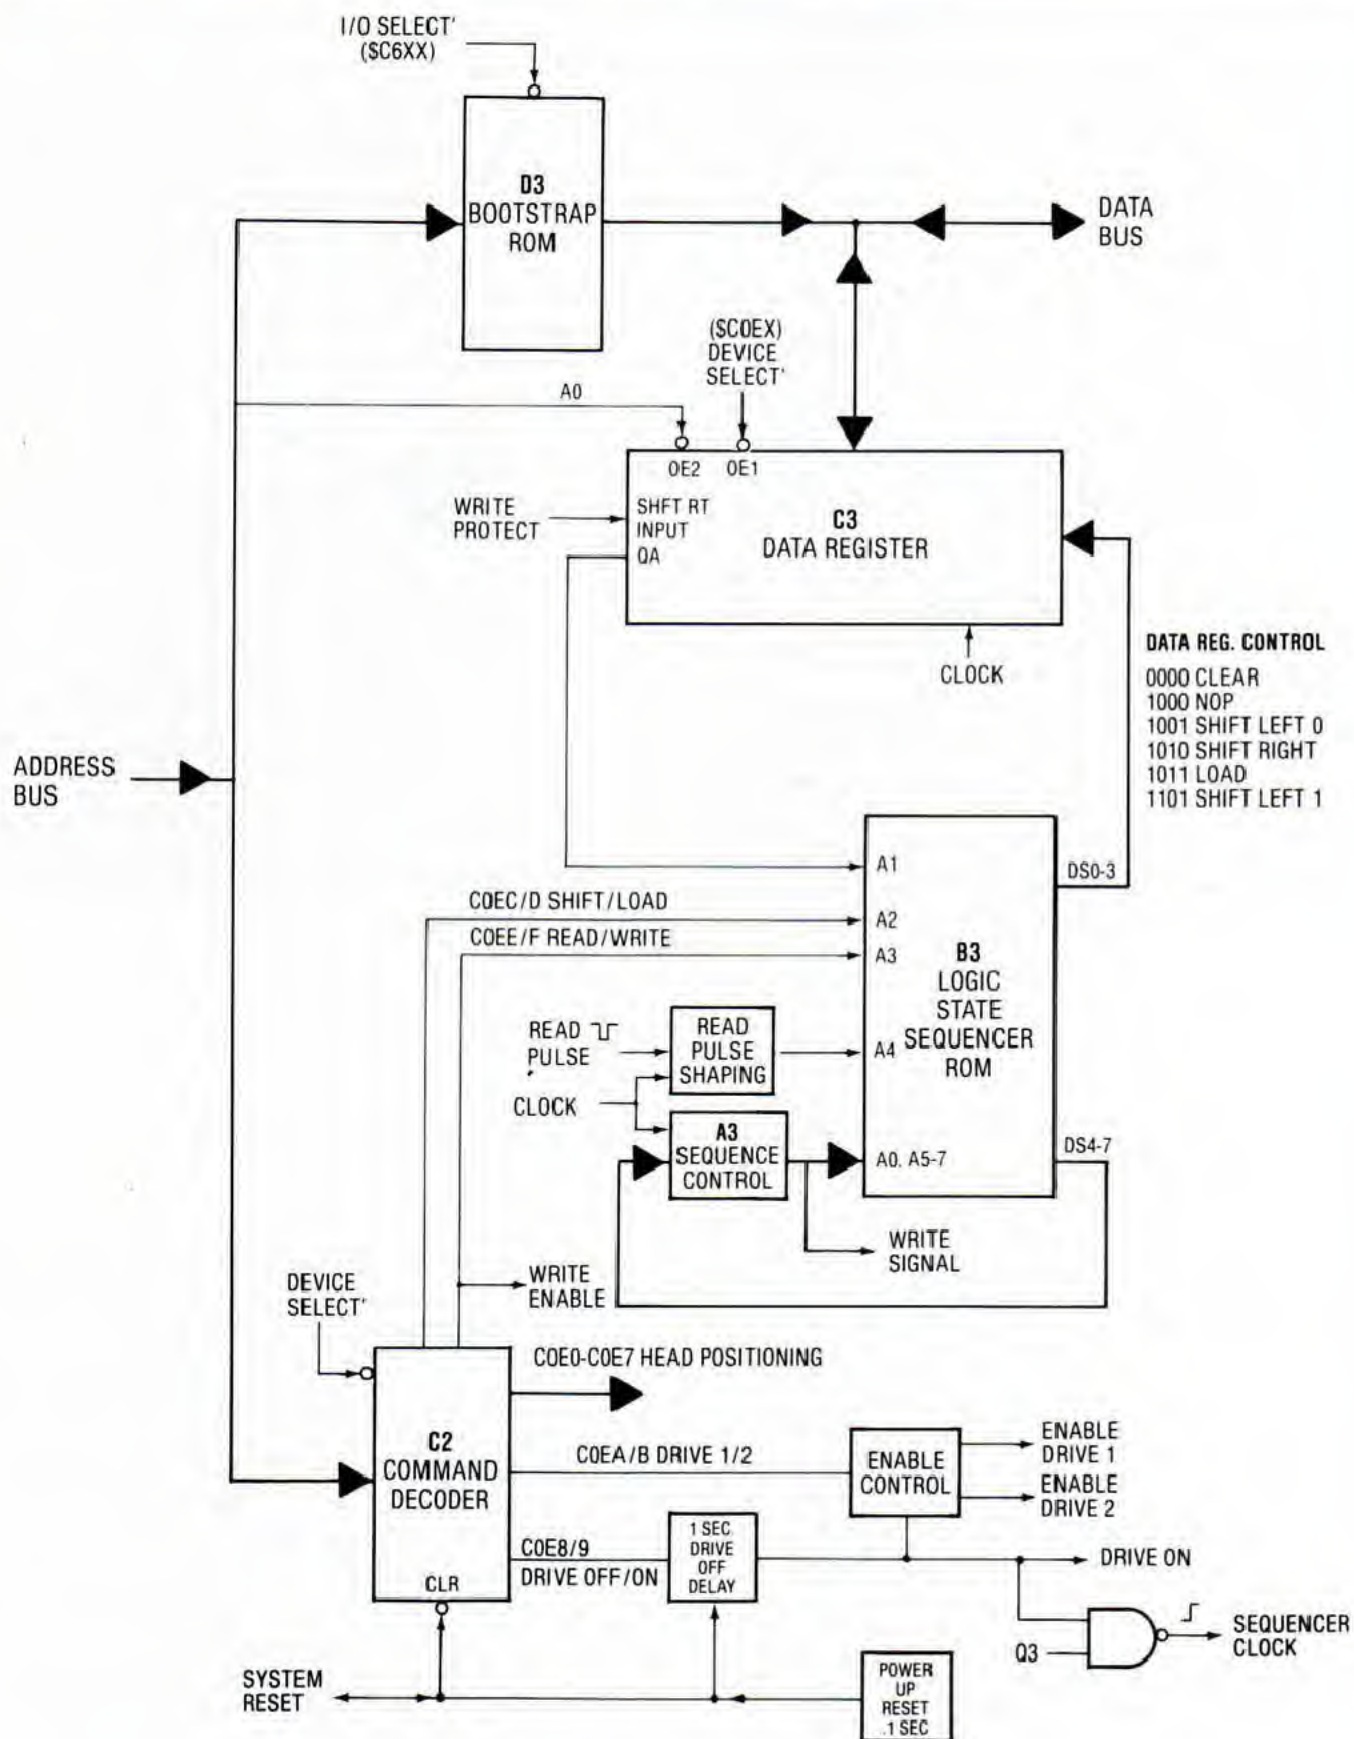 I/O SELECT'
($C6XX)
D3
BOOTSTRAP
ROM
DATA
BUS
($C0EX)
DEVICE
SELECT'
A0
OE2 OE1
WRITE
PROTECT
SHFT RT
INPUT
QA
C3
DATA REGISTER
CLOCK
DATA REG. CONTROL
0000 CLEAR
1000 NOP
1001 SHIFT LEFT 0
1010 SHIFT RIGHT
1011 LOAD
1101 SHIFT LEFT 1
ADDRESS
BUS
A1
DS0-3
C0EC/D SHIFT/LOAD
A2
C0EE/F READ/WRITE
A3
B3
LOGIC
STATE
SEQUENCER
ROM
READ
PULSE
READ
PULSE
SHAPING
A4
CLOCK
A3
SEQUENCE
CONTROL
A0, A5-7
DS4-7
WRITE
SIGNAL
WRITE
ENABLE
DEVICE
SELECT'
C0E0-C0E7 HEAD POSITIONING
C2
COMMAND
DECODER
CLR
C0EA/B DRIVE 1/2
ENABLE
CONTROL
ENABLE
DRIVE 1
ENABLE
DRIVE 2
C0E8/9
DRIVE OFF/ON
1 SEC
DRIVE
OFF
DELAY
DRIVE ON
Q3
SEQUENCER
CLOCK
SYSTEM
RESET
POWER
UP
RESET
.1 SEC